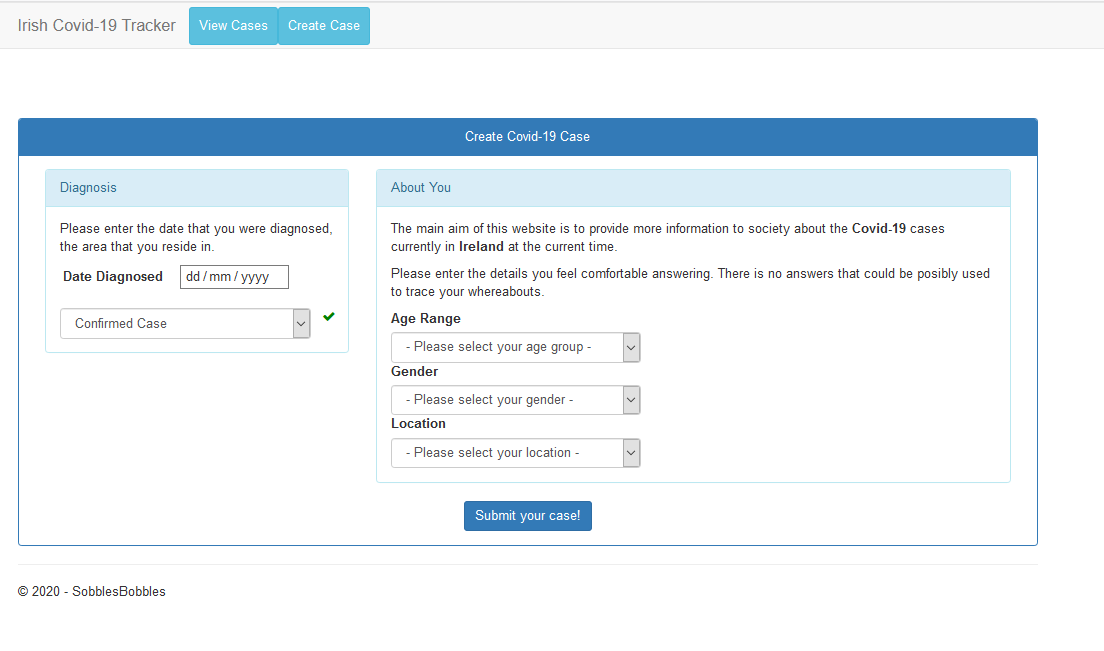 Irish Covid-19 Tracker View Cases Create Case
Create Covid-19 Case
Diagnosis
Please enter the date that you were diagnosed,
the area that you reside in.
Date Diagnosed dd / mm / yyyy
Confirmed Case
About You
The main aim of this website is to provide more information to society about the Covid-19 cases
currently in Ireland at the current time.
Please enter the details you feel comfortable answering. There is no answers that could be posibly used
to trace your whereabouts.
Age Range
- Please select your age group -
Gender
- Please select your gender -
Location
- Please select your location -
Submit your case!
© 2020 - SobblesBobbles